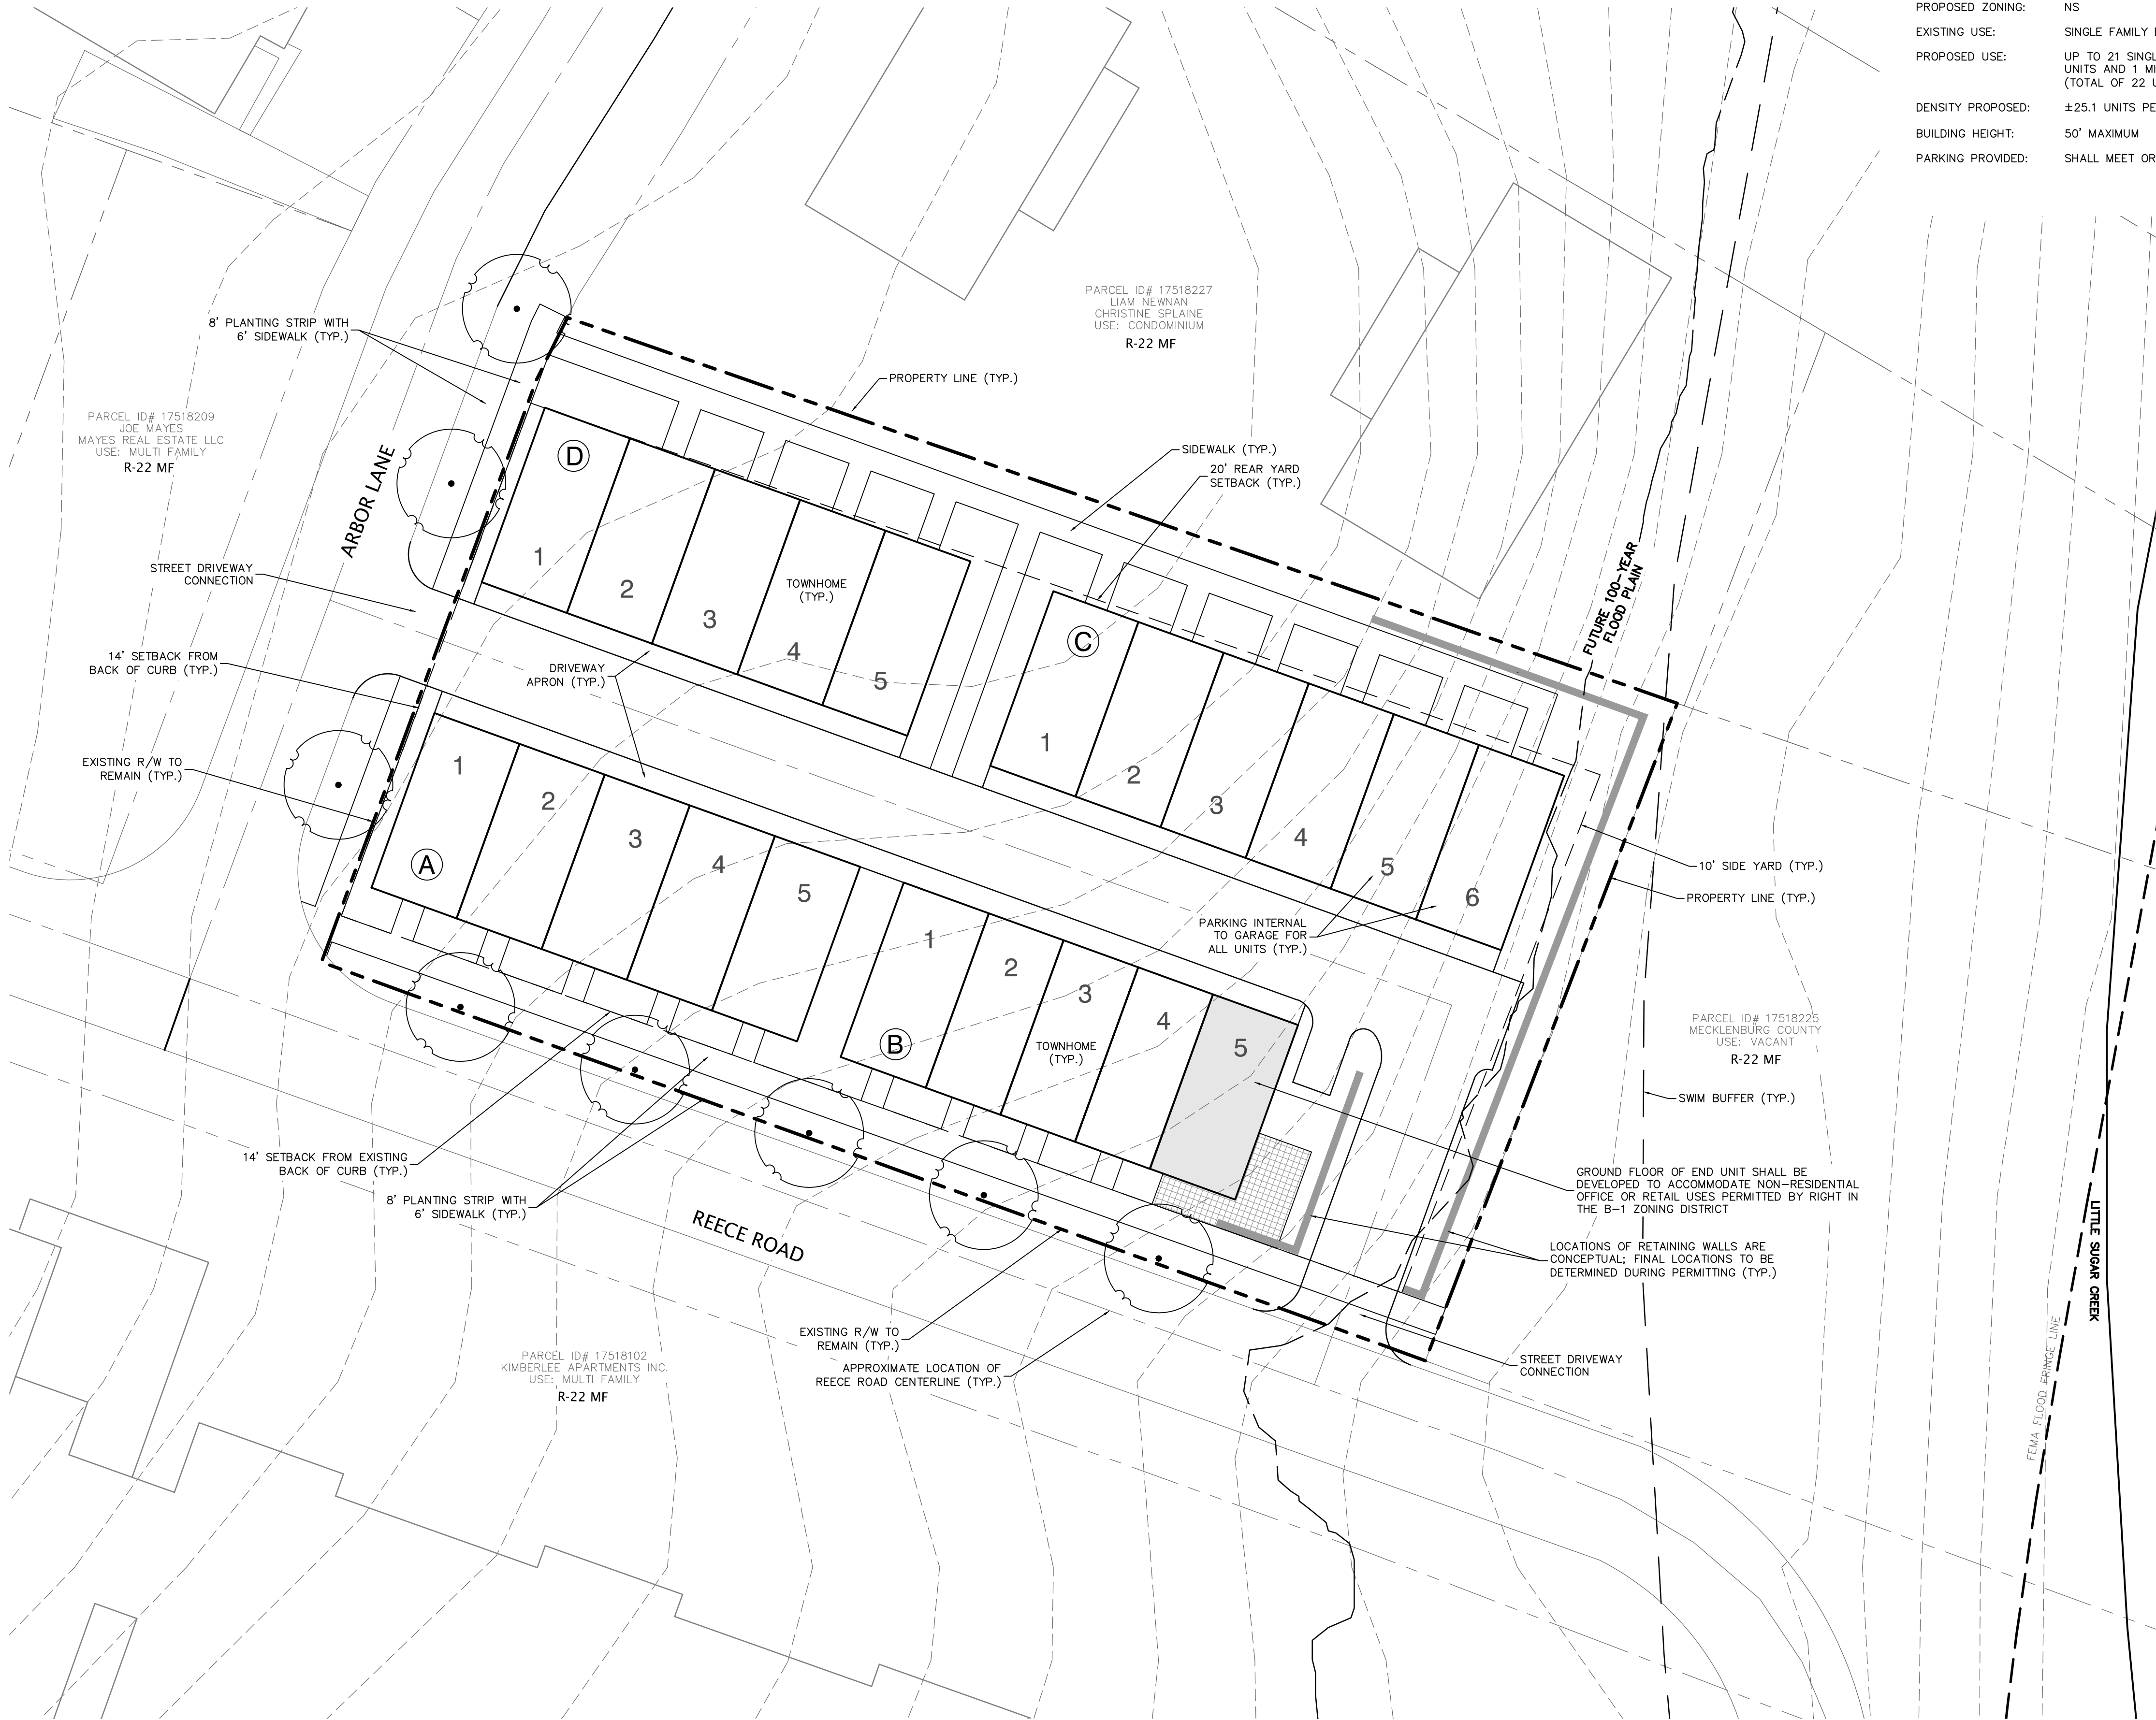 PROPOSED ZONING: NS
EXISTING USE: SINGLE FAMILY
PROPOSED USE: UP TO 21
UNITS AND 1
(TOTAL OF 22
DENSITY PROPOSED: ±25.1 UNITS
BUILDING HEIGHT: 50' MAXIMUM
PARKING PROVIDED: SHALL MEET OR
PARCEL ID# 17518227
LIAM NEWNAN
CHRISTINE SPLAINE
USE: CONDOMINIUM
R-22 MF
8' PLANTING STRIP WITH
6' SIDEWALK (TYP.)
PROPERTY LINE (TYP.)
PARCEL ID# 17518209
JOE MAYES
MAYES REAL ESTATE LLC
USE: MULTI FAMILY
R-22 MF
ARBOR LANE
SIDEWALK (TYP.)
20' REAR YARD
SETBACK (TYP.)
D
1
2
3
4
5
TOWNHOME
(TYP.)
STREET DRIVEWAY
CONNECTION
FUTURE 100-YEAR
FLOOD PLAIN
C
1
2
3
4
5
6
14' SETBACK FROM
BACK OF CURB (TYP.)
DRIVEWAY
APRON (TYP.)
EXISTING R/W TO
REMAIN (TYP.)
A
1
2
3
4
5
10' SIDE YARD (TYP.)
PROPERTY LINE (TYP.)
PARKING INTERNAL
TO GARAGE FOR
ALL UNITS (TYP.)
B
1
2
3
4
5
TOWNHOME
(TYP.)
PARCEL ID# 17518225
MECKLENBURG COUNTY
USE: VACANT
R-22 MF
SWIM BUFFER (TYP.)
14' SETBACK FROM EXISTING
BACK OF CURB (TYP.)
8' PLANTING STRIP WITH
6' SIDEWALK (TYP.)
REECE ROAD
GROUND FLOOR OF END UNIT SHALL BE
DEVELOPED TO ACCOMMODATE NON-RESIDENTIAL
OFFICE OR RETAIL USES PERMITTED BY RIGHT IN
THE B-1 ZONING DISTRICT
LOCATIONS OF RETAINING WALLS ARE
CONCEPTUAL; FINAL LOCATIONS TO BE
DETERMINED DURING PERMITTING (TYP.)
LITTLE SUGAR CREEK
FEMA FLOOD FRINGE LINE
EXISTING R/W TO
REMAIN (TYP.)
APPROXIMATE LOCATION OF
REECE ROAD CENTERLINE (TYP.)
STREET DRIVEWAY
CONNECTION
PARCEL ID# 17518102
KIMBERLEE APARTMENTS INC.
USE: MULTI FAMILY
R-22 MF